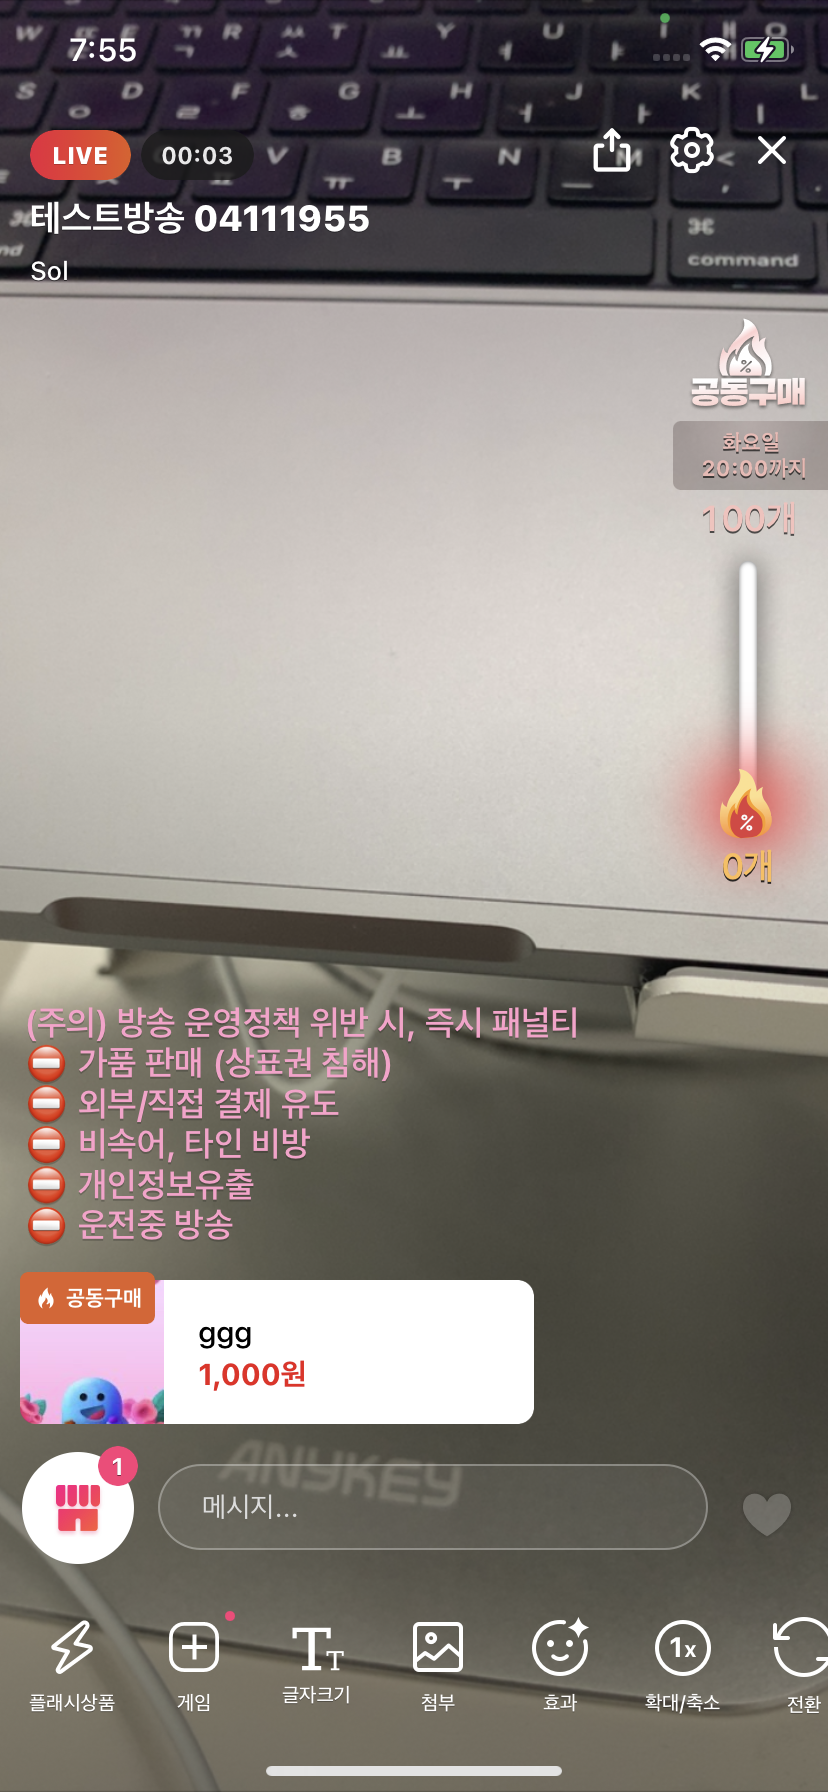 7:55
LIVE 00:03
테스트방송 04111955
Sol
W E R T Y U I
ㄲ ㅆ
ㄱ ㅅ ㅛ ㅕ ㅑ
S D F G H J K L
ㅇ ㄹ ㅎ ㅗ ㅓ ㅏ ㅣ
V B N M <
ㅠ ㅜ ㅡ ,
⌘
command
공동구매
화요일
20:00까지
100개
%
0개
(주의) 방송 운영정책 위반 시, 즉시 패널티
⛔ 가품 판매 (상표권 침해)
⛔ 외부/직접 결제 유도
⛔ 비속어, 타인 비방
⛔ 개인정보유출
⛔ 운전중 방송
공동구매
ggg
1,000원
1
ANYKEY
메시지...
1x
플래시상품 게임 글자크기 첨부 효과 확대/축소 전환